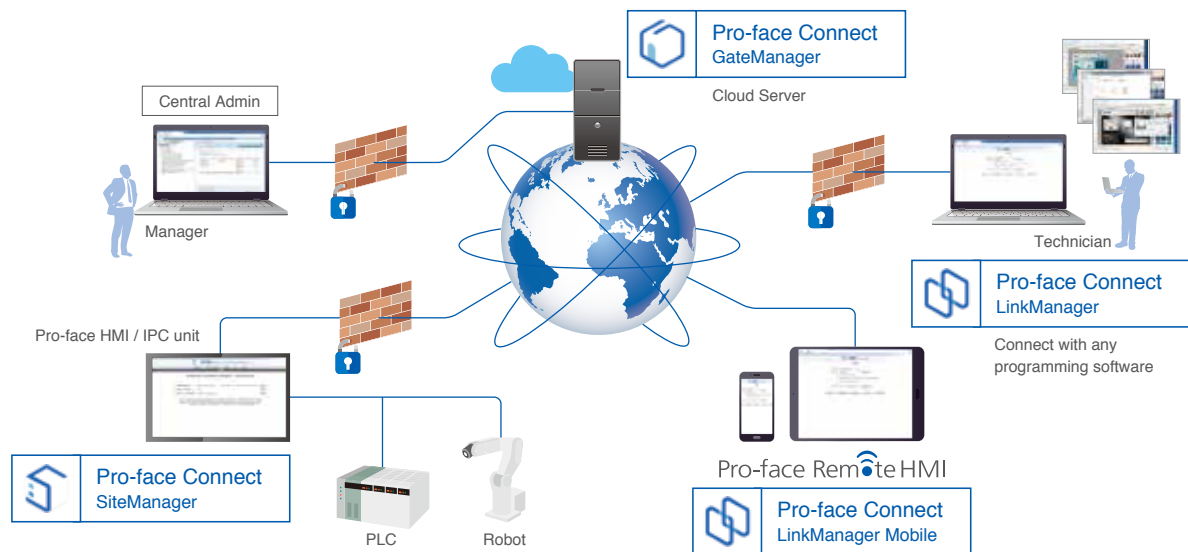 Pro-face Connect
GateManager
Cloud Server
Central Admin
Manager
Technician
Pro-face Connect
LinkManager
Connect with any
programming software
Pro-face HMI / IPC unit
Pro-face Connect
SiteManager
PLC
Robot
Pro-face Remote HMI
Pro-face Connect
LinkManager Mobile